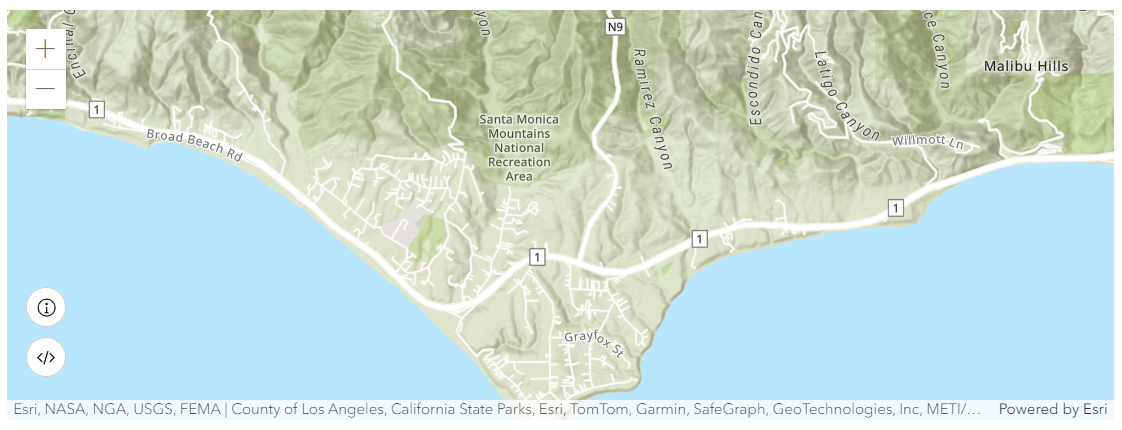 yon
N9
Encinal C
Ramirez Canyon
Escondido Can
Latigo Canyon
ce Canyon
Malibu Hills
1
Broad Beach Rd
Santa Monica
Mountains
National
Recreation
Area
Willmott Ln
1
1
1
Grayfox St
Esri, NASA, NGA, USGS, FEMA | County of Los Angeles, California State Parks, Esri, TomTom, Garmin, SafeGraph, GeoTechnologies, Inc, METI/...
Powered by Esri